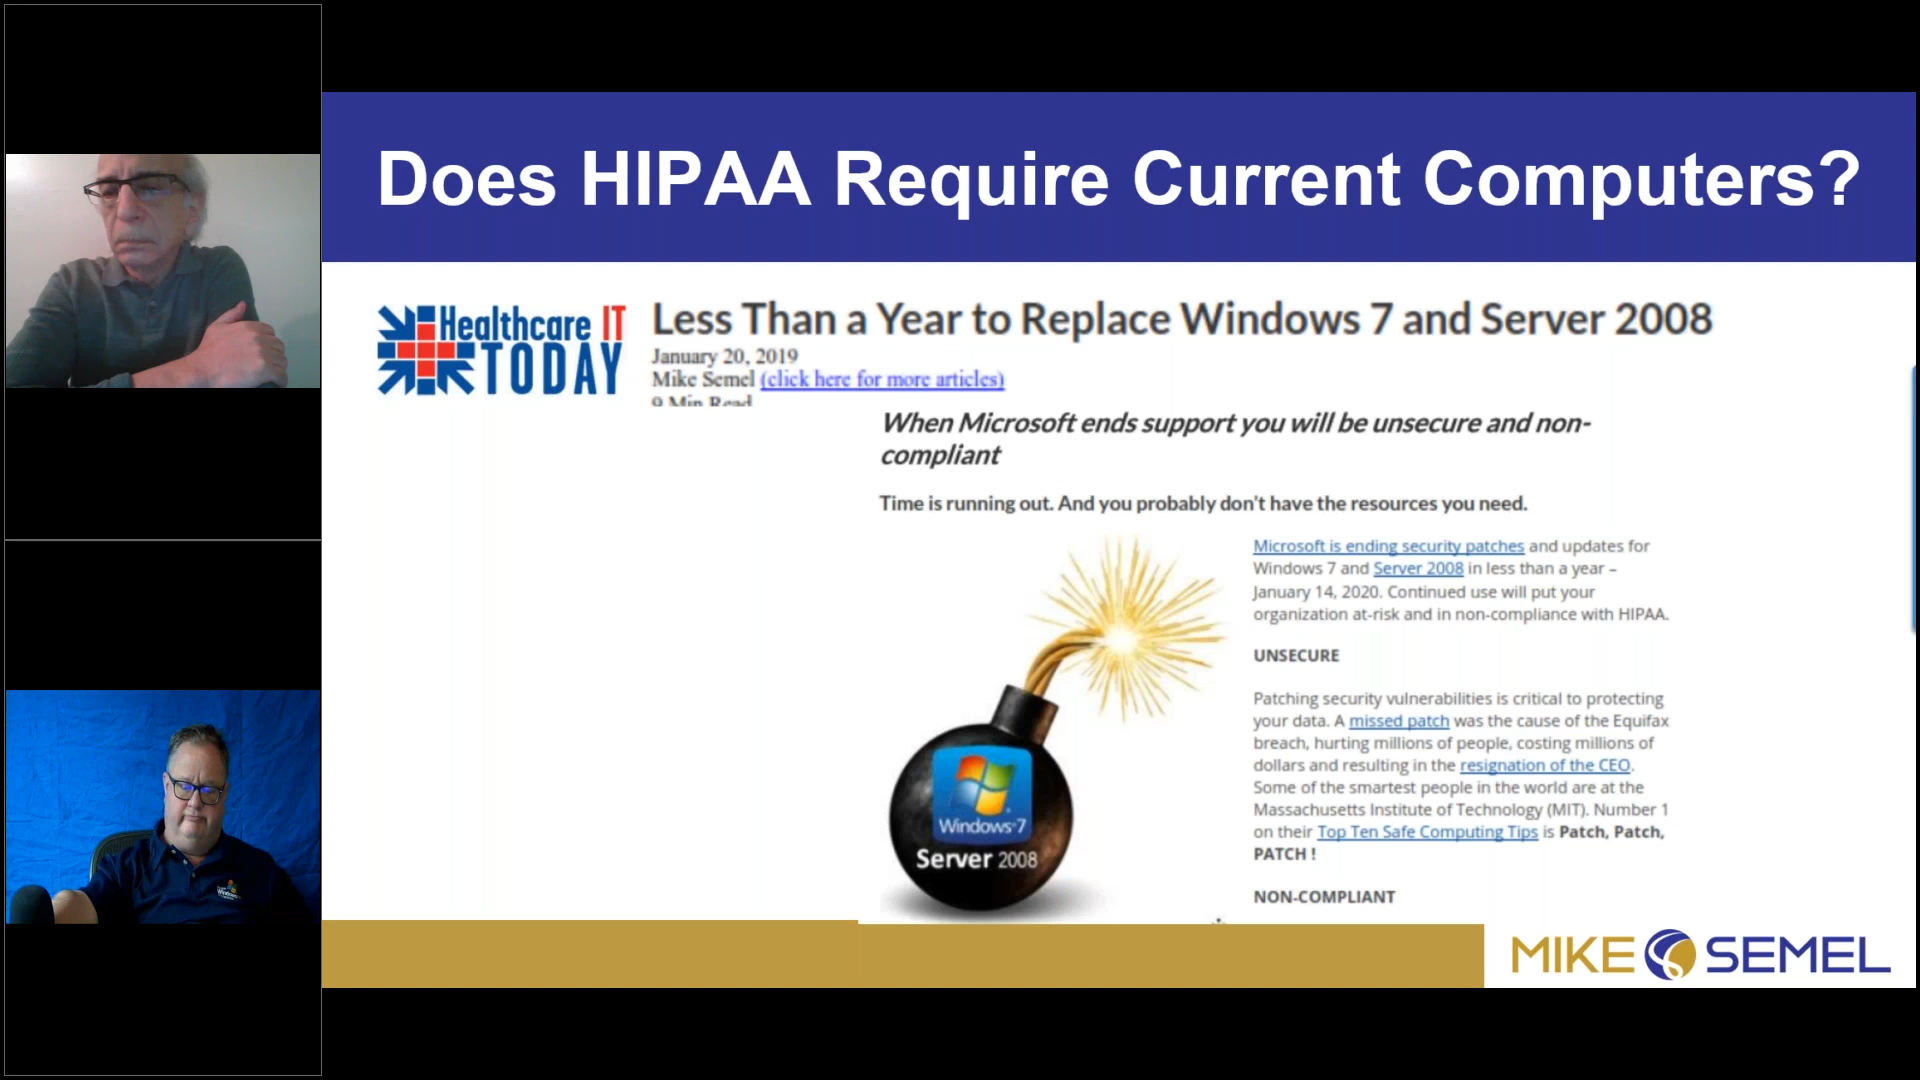 Does HIPAA Require Current Computers?
Healthcare IT
TODAY
Less Than a Year to Replace Windows 7 and Server 2008
January 20, 2019
Mike Semel (click here for more articles)
9 Min Read
When Microsoft ends support you will be unsecure and non-
compliant
Time is running out. And you probably don't have the resources you need.
Microsoft is ending security patches and updates for
Windows 7 and Server 2008 in less than a year –
January 14, 2020. Continued use will put your
organization at-risk and in non-compliance with HIPAA.
UNSECURE
Patching security vulnerabilities is critical to protecting
your data. A missed patch was the cause of the Equifax
breach, hurting millions of people, costing millions of
dollars and resulting in the resignation of the CEO.
Some of the smartest people in the world are at the
Massachusetts Institute of Technology (MIT). Number 1
on their Top Ten Safe Computing Tips is Patch, Patch,
PATCH !
NON-COMPLIANT
Windows 7
Server 2008
MIKE SEMEL